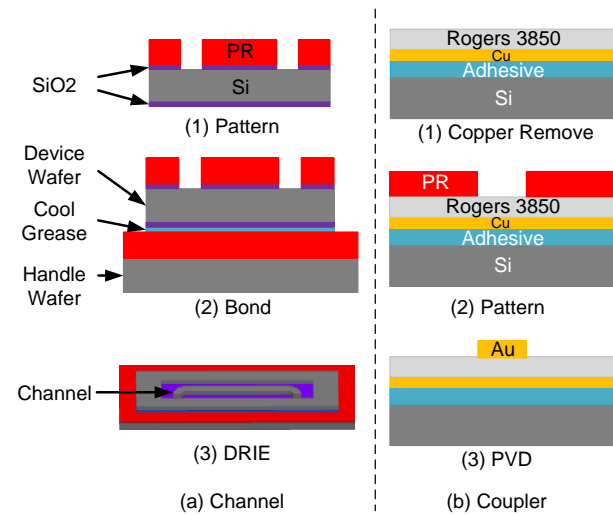 PR
SiO2
Si
(1) Pattern
Device
Wafer
Cool
Grease
Handle
Wafer
(2) Bond
Channel
(3) DRIE
(a) Channel
Rogers 3850
Cu
Adhesive
Si
(1) Copper Remove
PR
Rogers 3850
Cu
Adhesive
Si
(2) Pattern
Au
(3) PVD
(b) Coupler